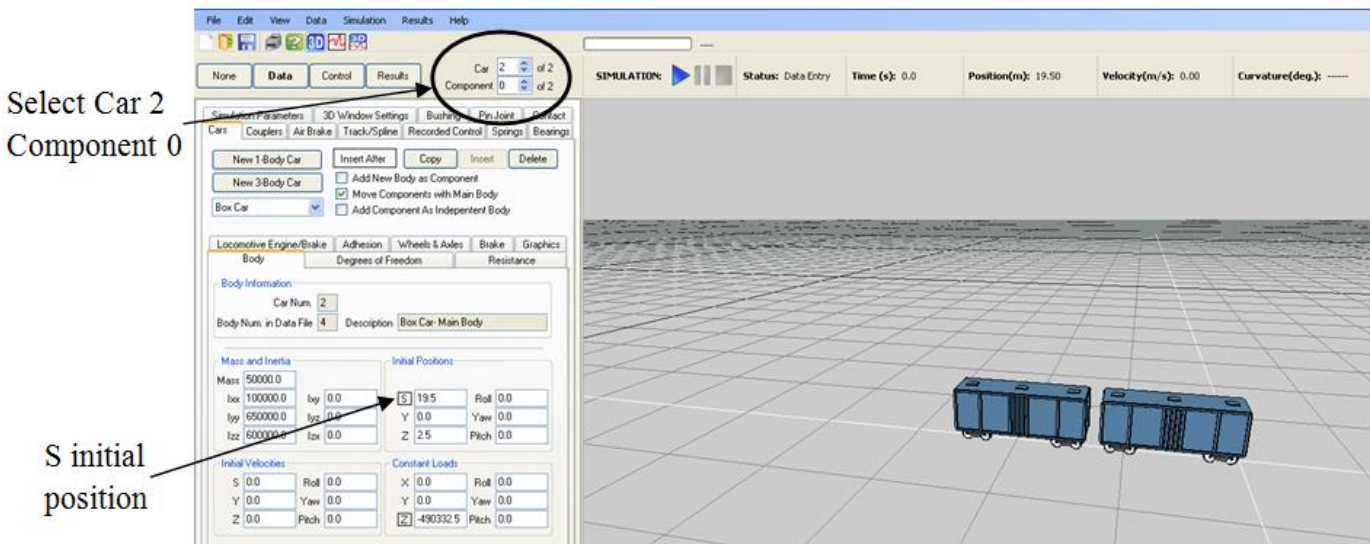 File Edit View Data Simulation Results Help
3D
None Data Control Results
Car 2 of 2
Component 0 of 2
SIMULATION: Status: Data Entry Time (s): 0.0 Position(m): 19.50 Velocity(m/s): 0.00 Curvature(deg.): ------
Select Car 2
Component 0
Simulation Parameters 3D Window Settings Bushing Pin Joint Contact
Cars Couplers Air Brake Track/Spline Recorded Control Springs Bearings
New 1-Body Car Insert After Copy Insert Delete
New 3-Body Car Add New Body as Component
Move Components with Main Body
Box Car Add Component As Indepentent Body
Locomotive Engine/Brake Adhesion Wheels & Axles Brake Graphics
Body Degrees of Freedom Resistance
Body Information
Car Num. 2
Body Num. in Data File 4 Description Box Car- Main Body
Mass and Inertia Initial Positions
Mass 50000.0
Ixx 100000.0 Ixy 0.0 S 19.5 Roll 0.0
Iyy 650000.0 Iyz 0.0 Y 0.0 Yaw 0.0
Izz 600000.0 Izx 0.0 Z 2.5 Pitch 0.0
S initial
position
Initial Velocities Constant Loads
S 0.0 Roll 0.0 X 0.0 Roll 0.0
Y 0.0 Yaw 0.0 Y 0.0 Yaw 0.0
Z 0.0 Pitch 0.0 Z -490332.5 Pitch 0.0